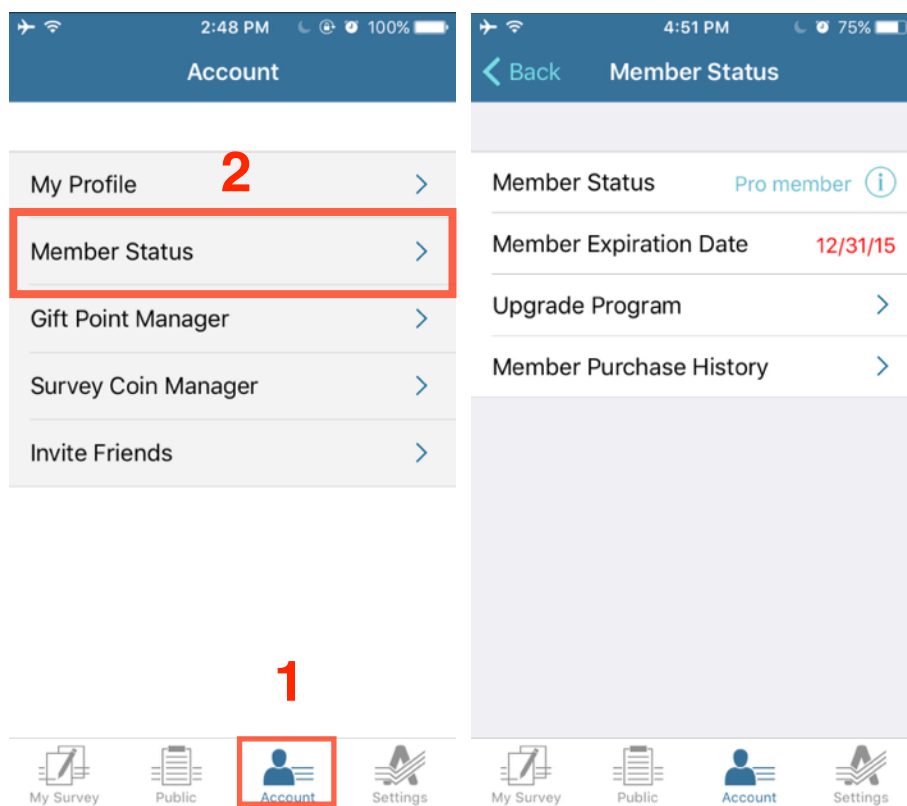 2:48 PM 100%
Account
2
My Profile
Member Status
Gift Point Manager
Survey Coin Manager
Invite Friends
1
My Survey Public Account Settings
4:51 PM 75%
Back Member Status
Member Status Pro member i
Member Expiration Date 12/31/15
Upgrade Program
Member Purchase History
My Survey Public Account Settings